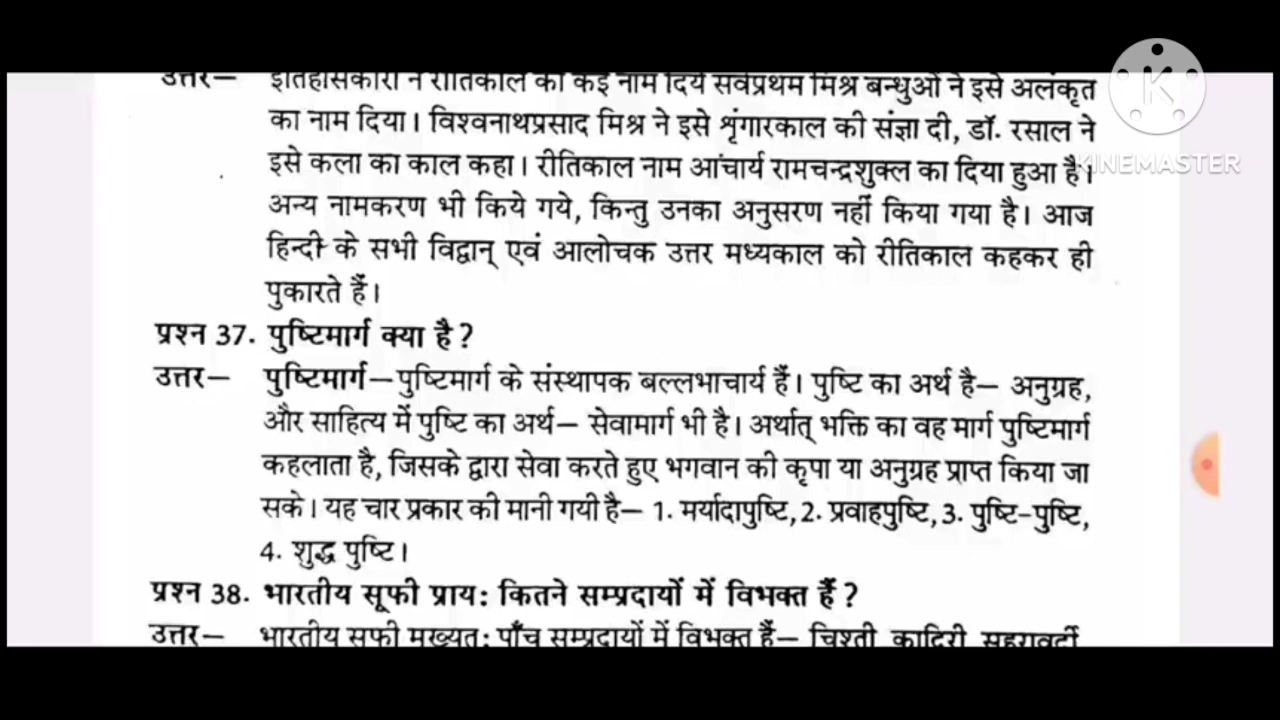 उत्तर— इतिहासकारों ने रीतिकाल को कई नाम दिये सर्वप्रथम मिश्र बन्धुओं ने इसे अलंकृत
का नाम दिया। विश्वनाथप्रसाद मिश्र ने इसे शृंगारकाल की संज्ञा दी, डॉ. रसाल ने
इसे कला का काल कहा। रीतिकाल नाम आचार्य रामचन्द्रशुक्ल का दिया हुआ है।
अन्य नामकरण भी किये गये, किन्तु उनका अनुसरण नहीं किया गया है। आज
हिन्दी के सभी विद्वान् एवं आलोचक उत्तर मध्यकाल को रीतिकाल कहकर ही
पुकारते हैं।
प्रश्न 37. पुष्टिमार्ग क्या है?
उत्तर— पुष्टिमार्ग—पुष्टिमार्ग के संस्थापक बल्लभाचार्य हैं। पुष्टि का अर्थ है— अनुग्रह,
और साहित्य में पुष्टि का अर्थ— सेवामार्ग भी है। अर्थात् भक्ति का वह मार्ग पुष्टिमार्ग
कहलाता है, जिसके द्वारा सेवा करते हुए भगवान की कृपा या अनुग्रह प्राप्त किया जा
सके। यह चार प्रकार की मानी गयी है— 1. मर्यादापुष्टि, 2. प्रवाहपुष्टि, 3. पुष्टि-पुष्टि,
4. शुद्ध पुष्टि।
प्रश्न 38. भारतीय सूफी प्राय: कितने सम्प्रदायों में विभक्त हैं?
उत्तर— भारतीय सूफी मुख्यत: पाँच सम्प्रदायों में विभक्त हैं— चिश्ती, कादिरी, सुहरावर्दी
KINEMASTER